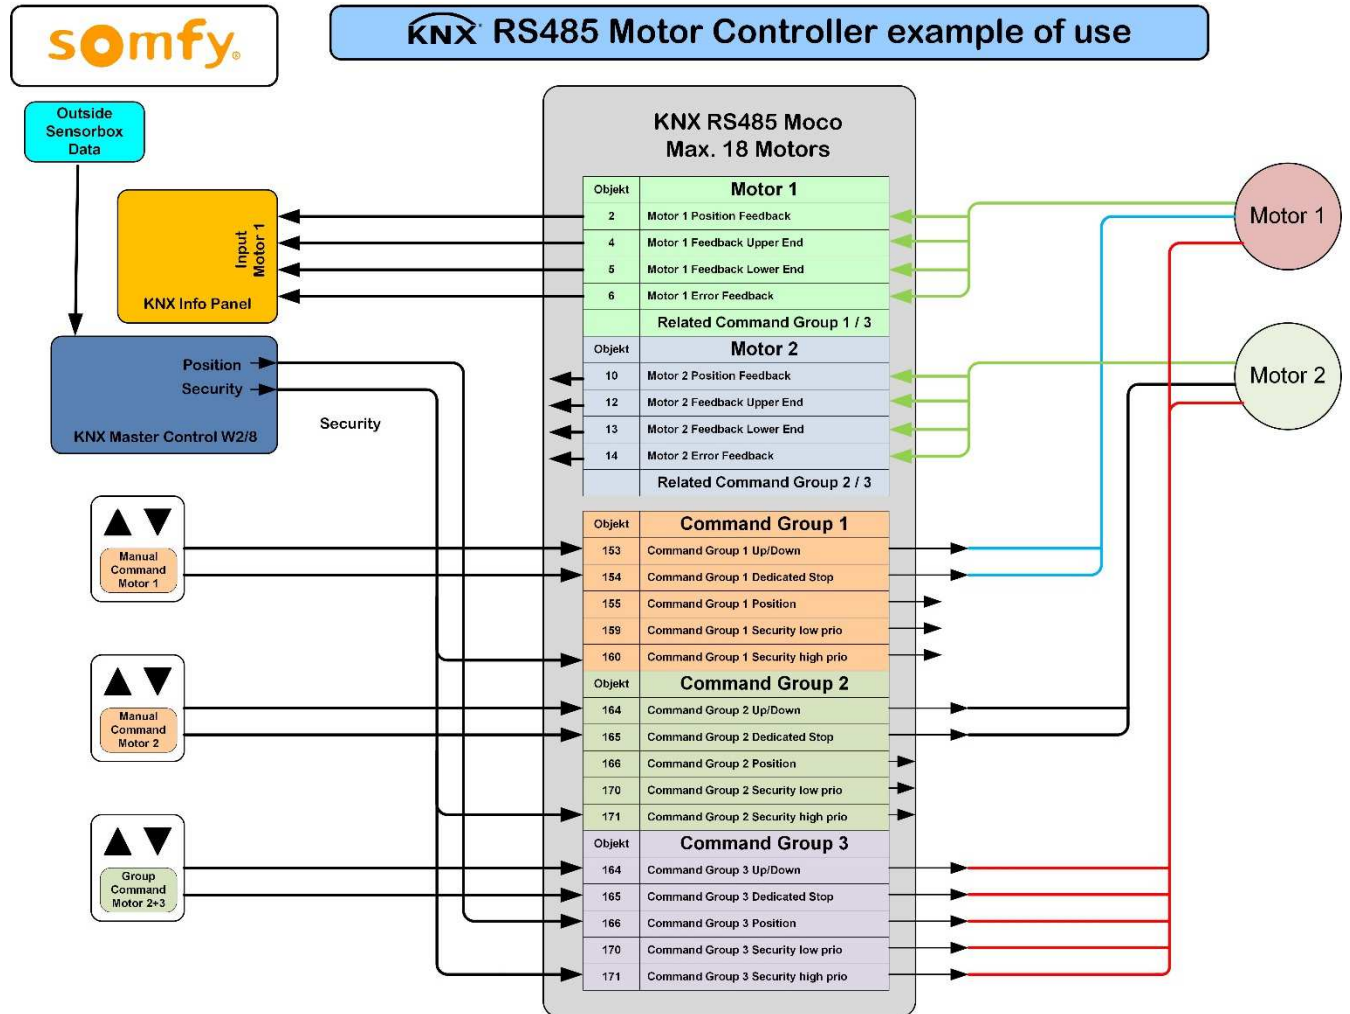 somfy®
KNX RS485 Motor Controller example of use
Outside
Sensorbox
Data
Input
Motor 1
KNX Info Panel
Position
Security
KNX Master Control W2/8
Security
Manual
Command
Motor 1
Manual
Command
Motor 2
Group
Command
Motor 2+3
KNX RS485 Moco
Max. 18 Motors
Objekt Motor 1
2 Motor 1 Position Feedback
4 Motor 1 Feedback Upper End
5 Motor 1 Feedback Lower End
6 Motor 1 Error Feedback
Related Command Group 1 / 3
Objekt Motor 2
10 Motor 2 Position Feedback
12 Motor 2 Feedback Upper End
13 Motor 2 Feedback Lower End
14 Motor 2 Error Feedback
Related Command Group 2 / 3
Objekt Command Group 1
153 Command Group 1 Up/Down
154 Command Group 1 Dedicated Stop
155 Command Group 1 Position
159 Command Group 1 Security low prio
160 Command Group 1 Security high prio
Objekt Command Group 2
164 Command Group 2 Up/Down
165 Command Group 2 Dedicated Stop
166 Command Group 2 Position
170 Command Group 2 Security low prio
171 Command Group 2 Security high prio
Objekt Command Group 3
164 Command Group 3 Up/Down
165 Command Group 3 Dedicated Stop
166 Command Group 3 Position
170 Command Group 3 Security low prio
171 Command Group 3 Security high prio
Motor 1
Motor 2